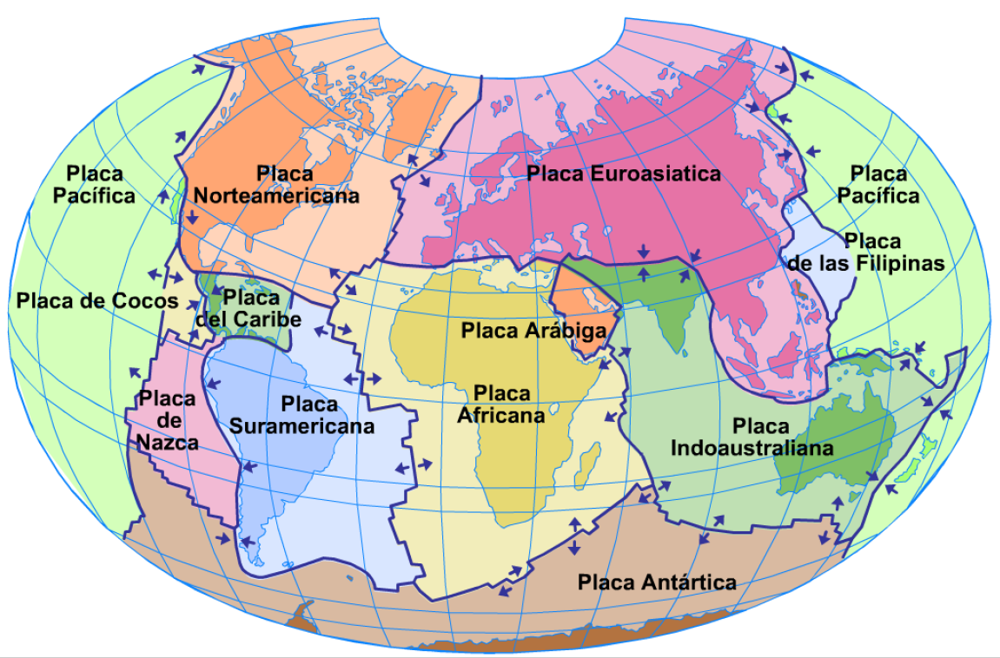 Placa
Pacífica
Placa
Norteamericana
Placa Euroasiatica
Placa
Pacífica
Placa
de las Filipinas
Placa de Cocos
Placa
del Caribe
Placa Arábiga
Placa
de
Nazca
Placa
Suramericana
Placa
Africana
Placa
Indoaustraliana
Placa Antártica